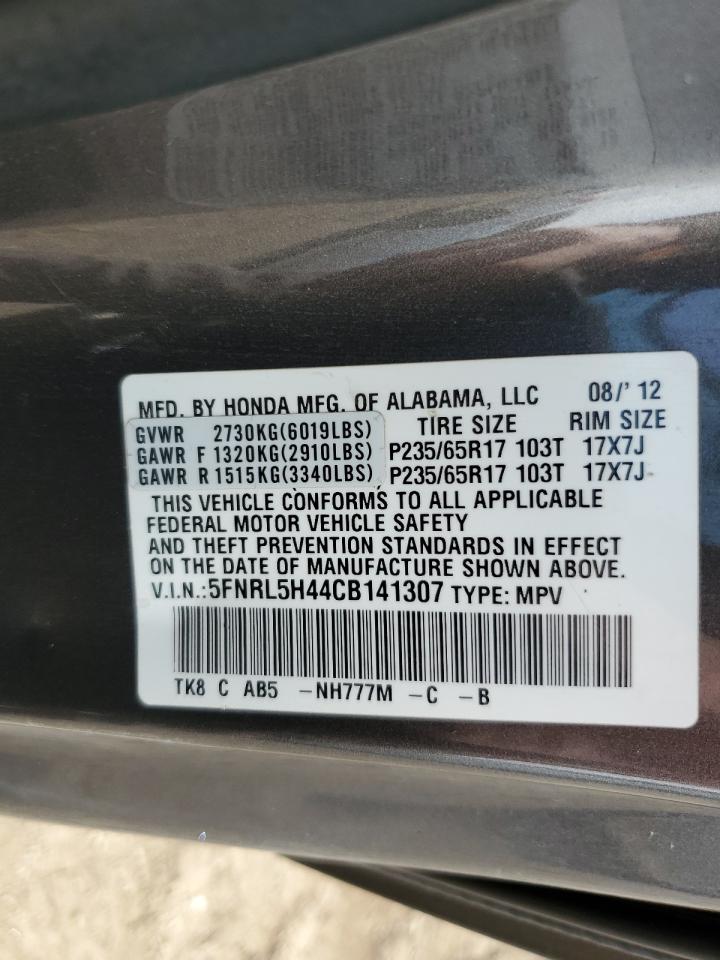 MFD. BY HONDA MFG. OF ALABAMA, LLC 08/'12
GVWR 2730KG(6019LBS) TIRE SIZE RIM SIZE
GAWR F 1320KG(2910LBS) P235/65R17 103T 17X7J
GAWR R 1515KG(3340LBS) P235/65R17 103T 17X7J
THIS VEHICLE CONFORMS TO ALL APPLICABLE
FEDERAL MOTOR VEHICLE SAFETY
AND THEFT PREVENTION STANDARDS IN EFFECT
ON THE DATE OF MANUFACTURE SHOWN ABOVE.
V.I.N.:5FNRL5H44CB141307 TYPE: MPV
TK8 C AB5 -NH777M -C -B